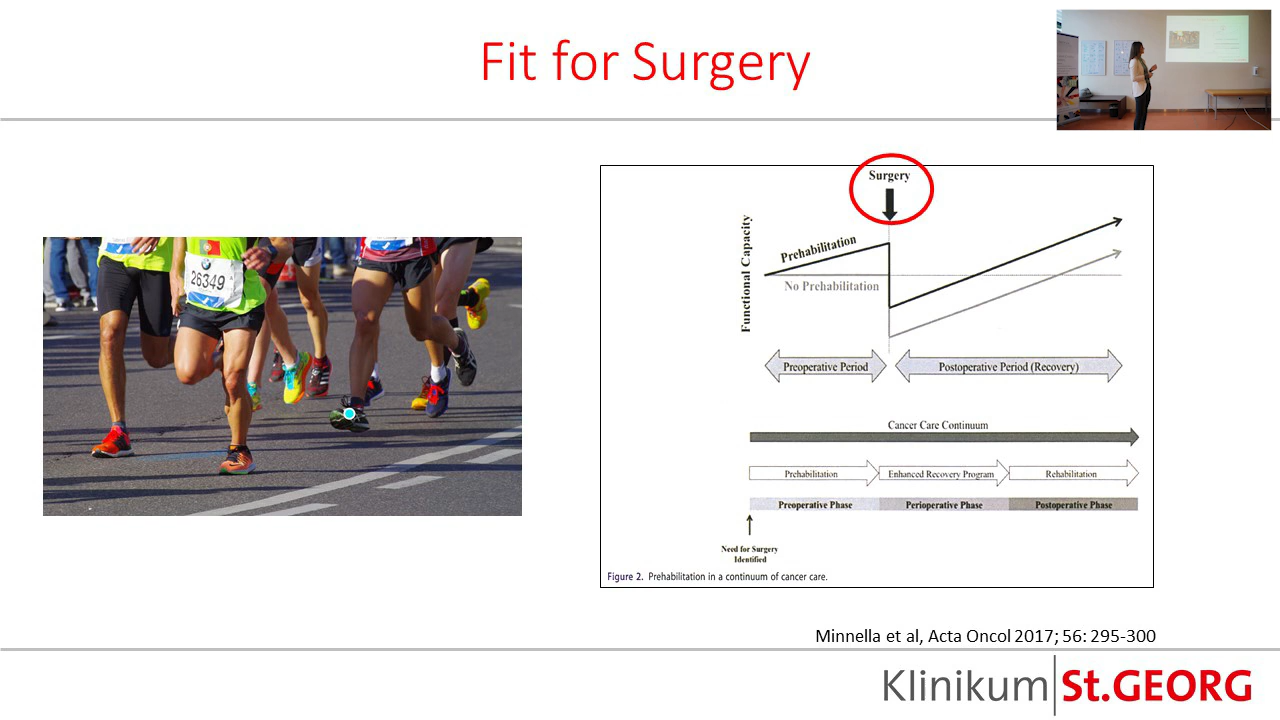 Fit for Surgery
26349
Surgery
Functional Capacity
Prehabilitation
No Prehabilitation
Preoperative Period
Postoperative Period (Recovery)
Cancer Care Continuum
Prehabilitation
Enhanced Recovery Program
Rehabilitation
Preoperative Phase
Perioperative Phase
Postoperative Phase
Need for Surgery
Identified
Figure 2. Prehabilitation in a continuum of cancer care.
Minnella et al, Acta Oncol 2017; 56: 295-300
Klinikum St.GEORG